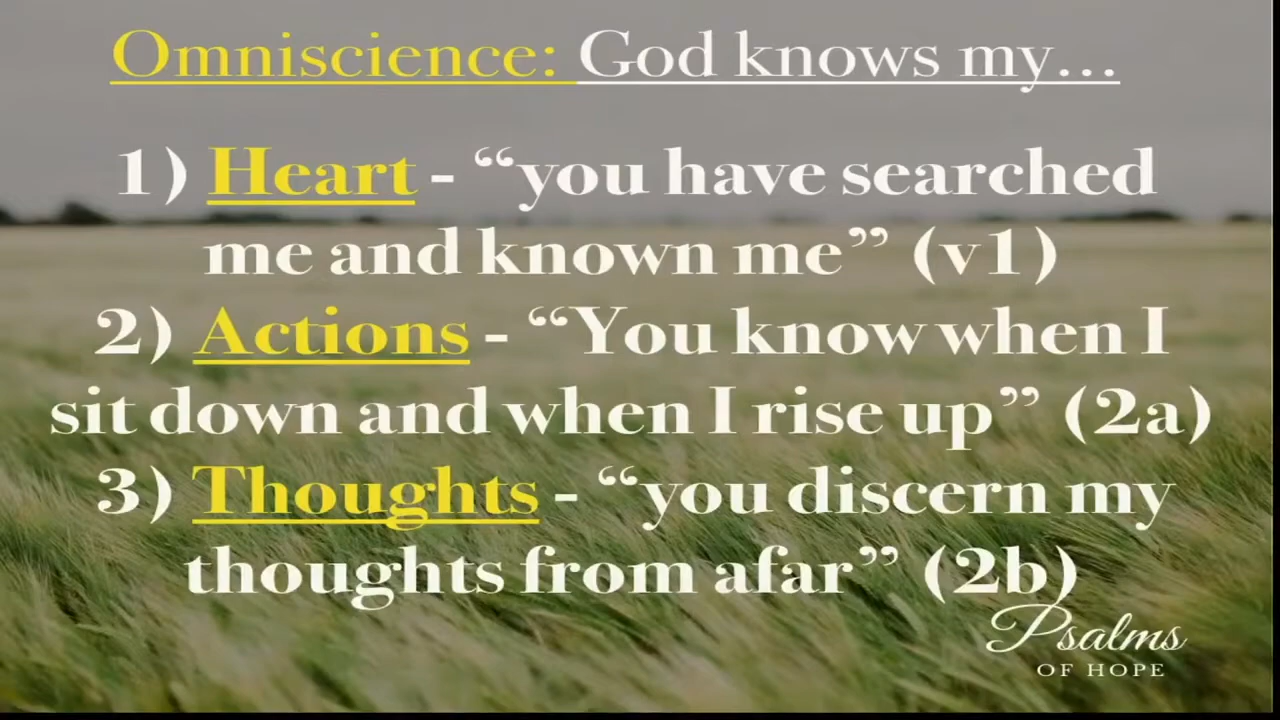 Omniscience: God knows my...
1) Heart - “you have searched
me and known me” (v1)
2) Actions - “You know when I
sit down and when I rise up” (2a)
3) Thoughts - “you discern my
thoughts from afar” (2b)
Psalms
OF HOPE